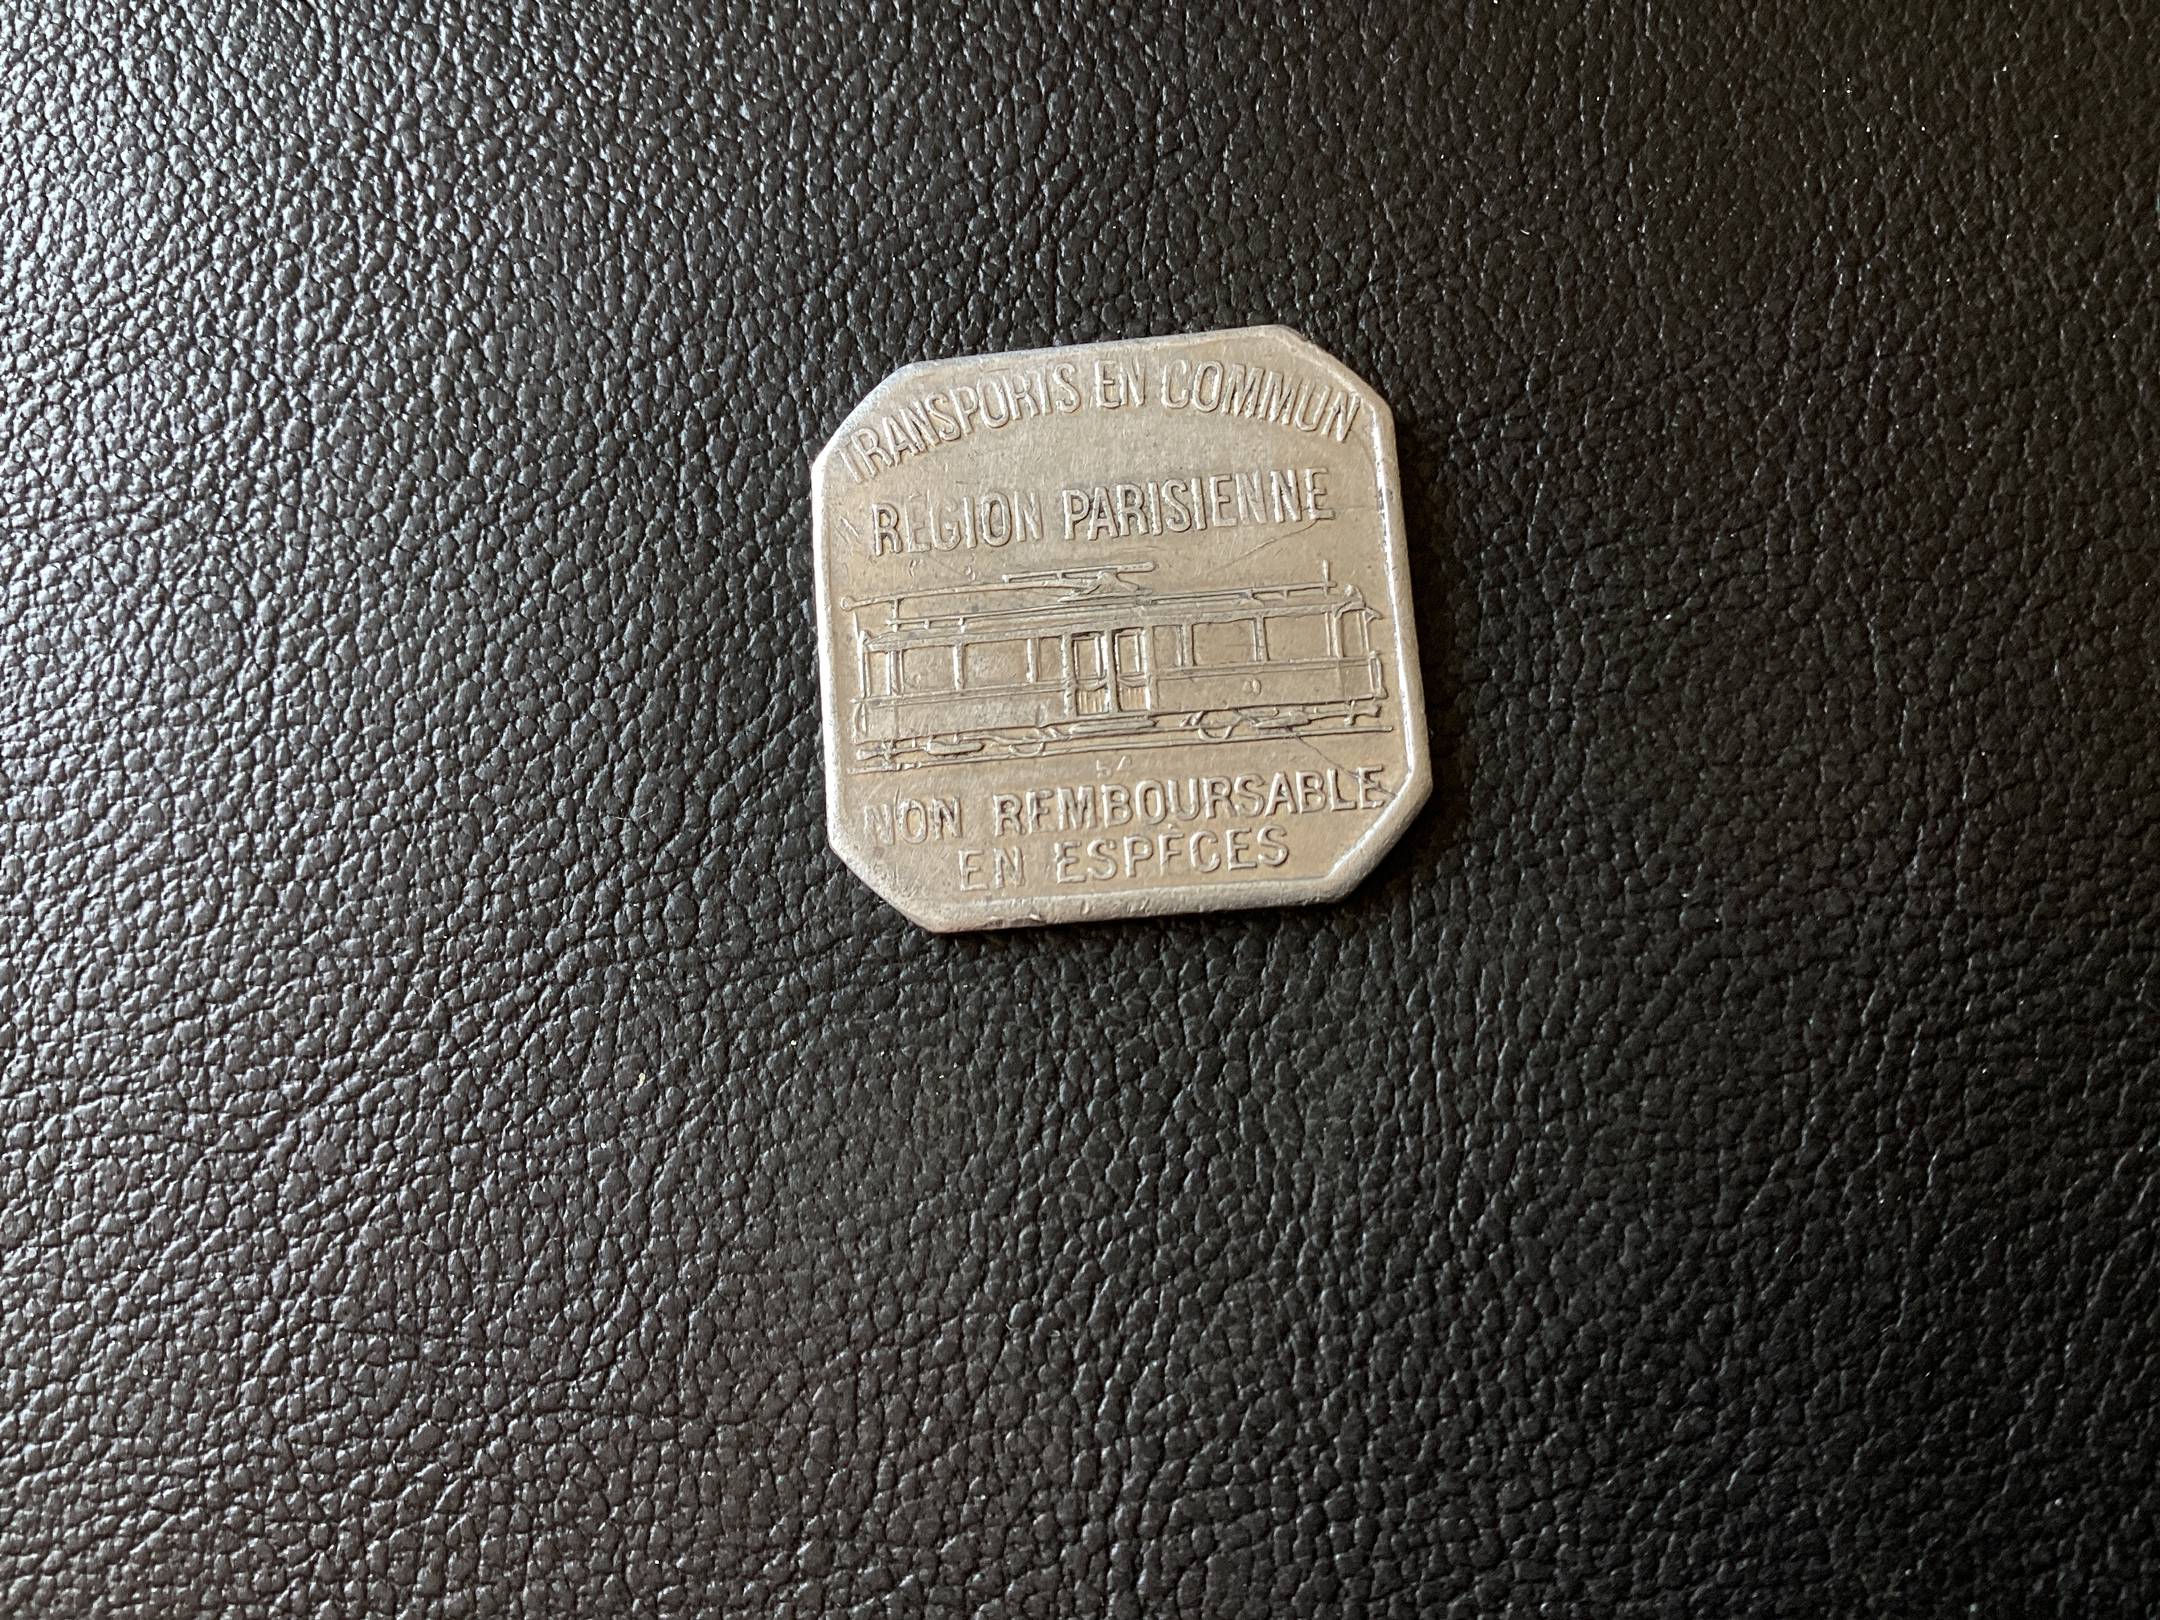 TRANSPORTS EN COMMUN
RÉGION PARISIENNE
NON REMBOURSABLE
EN ESPÈCES